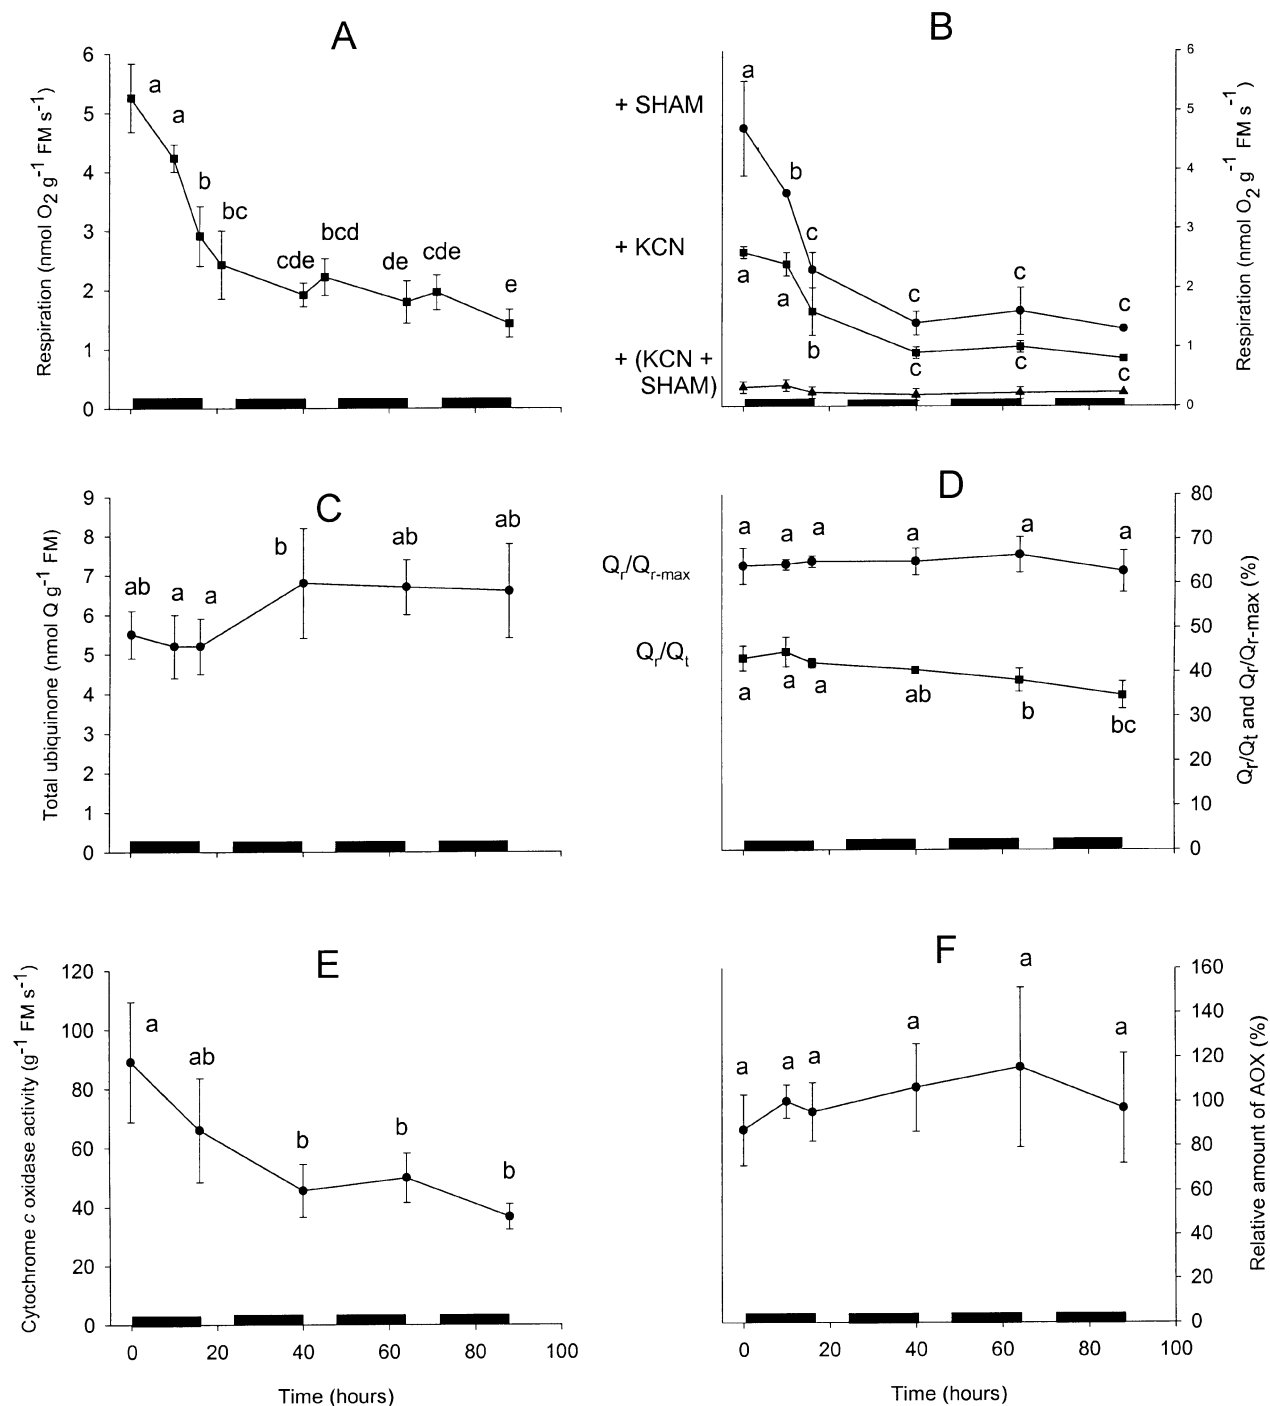 A
Respiration (nmol O2 g-1 FM s-1)
6
5
4
3
2
1
0
a
a
b
bc
cde
bcd
de
cde
e
B
+ SHAM
+ KCN
+ (KCN +
SHAM)
a
b
c
c
c
c
a
a
b
c
c
c
6
5
4
3
2
1
0
Respiration (nmol O2 g-1 FM s-1)
C
Total ubiquinone (nmol Q g-1 FM)
9
8
7
6
5
4
3
2
1
0
ab
a
a
b
ab
ab
D
Qr/Qr-max
Qr/Qt
a
a
a
a
a
a
a
a
a
ab
b
bc
80
70
60
50
40
30
20
10
0
Qr/Qt and Qr/Qr-max (%)
E
Cytochrome c oxidase activity (g-1 FM s-1)
120
100
80
60
40
20
0
a
ab
b
b
b
0 20 40 60 80 100
Time (hours)
F
a
a
a
a
a
a
160
140
120
100
80
60
40
20
0
Relative amount of AOX (%)
0 20 40 60 80 100
Time (hours)